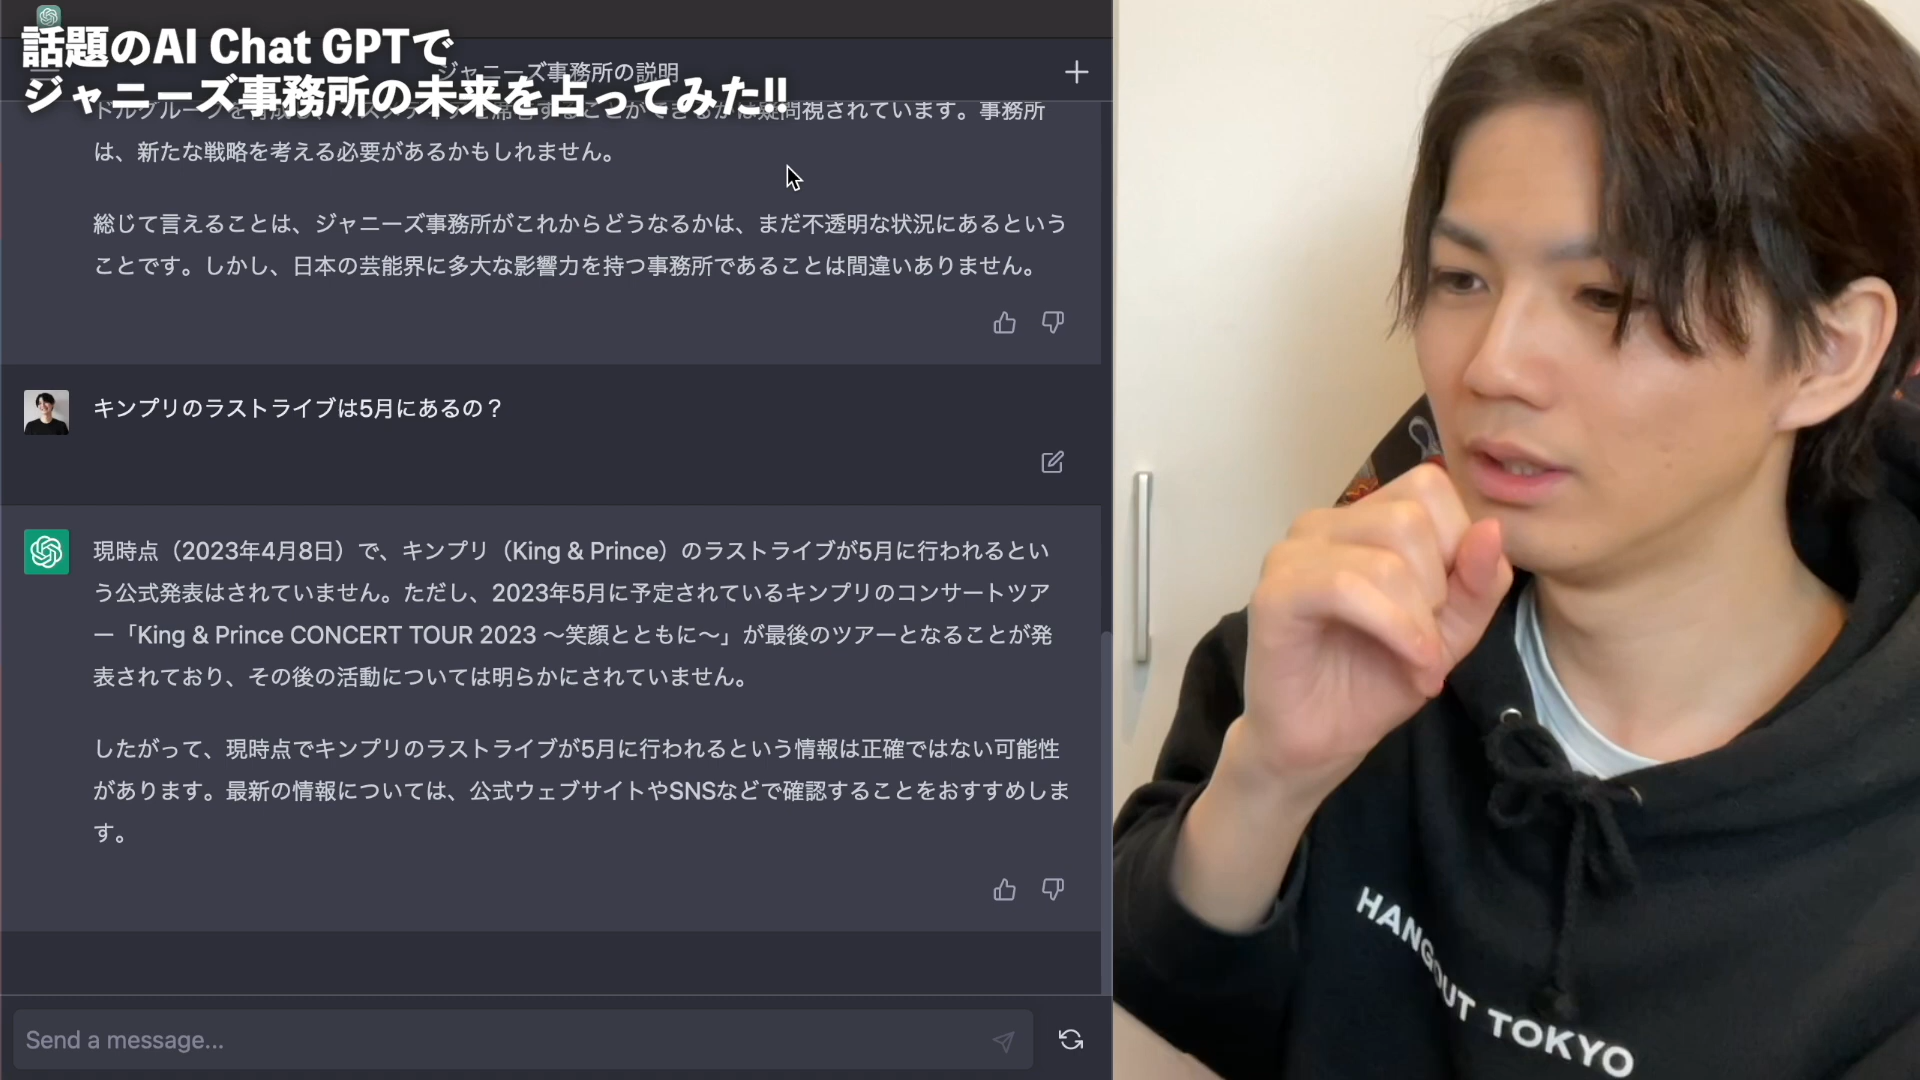 話題のAI Chat GPTで
ジャニーズ事務所の未来を占ってみた!!
ジャニーズ事務所の説明
視されています。事務所
は、新たな戦略を考える必要があるかもしれません。
総じて言えることは、ジャニーズ事務所がこれからどうなるかは、まだ不透明な状況にあるという
ことです。しかし、日本の芸能界に多大な影響力を持つ事務所であることは間違いありません。
キンプリのラストライブは5月にあるの？
現時点（2023年4月8日）で、キンプリ（King & Prince）のラストライブが5月に行われるとい
う公式発表はされていません。ただし、2023年5月に予定されているキンプリのコンサートツア
ー「King & Prince CONCERT TOUR 2023 〜笑顔とともに〜」が最後のツアーとなることが発
表されており、その後の活動については明らかにされていません。
したがって、現時点でキンプリのラストライブが5月に行われるという情報は正確ではない可能性
があります。最新の情報については、公式ウェブサイトやSNSなどで確認することをおすすめしま
す。
Send a message...
HANGOUT TOKYO